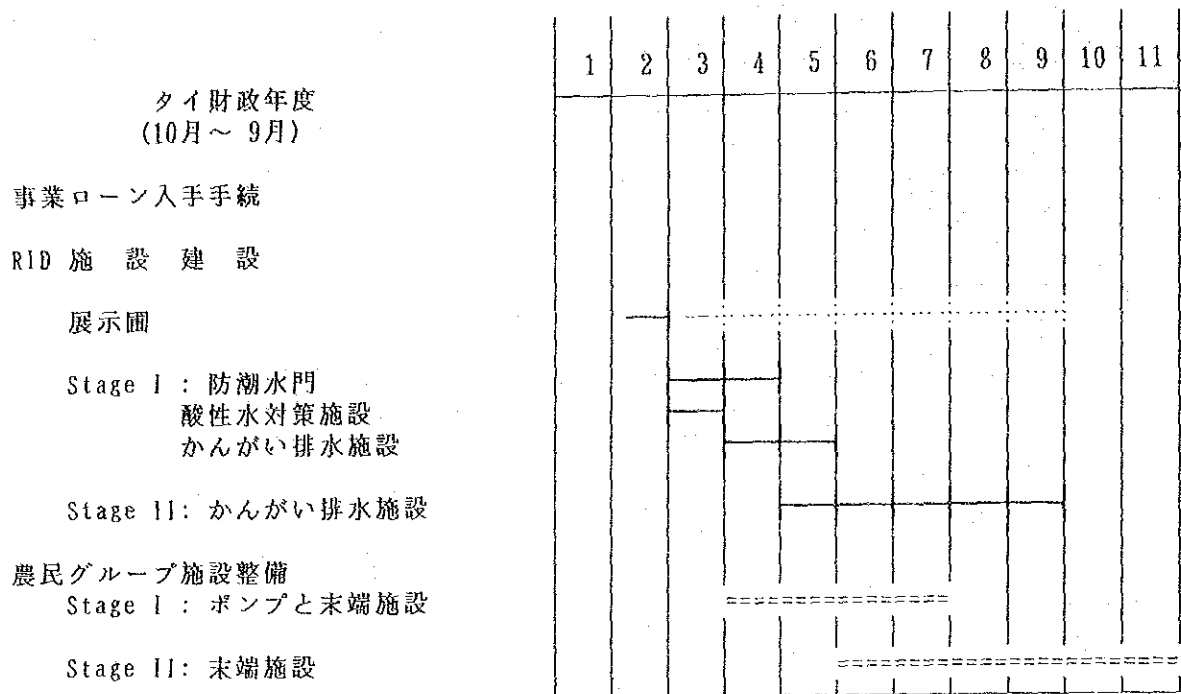 1 2 3 4 5 6 7 8 9 10 11
タイ財政年度
(10月～ 9月)
事業ローン入手手続
RID 施 設 建 設
展示圃
Stage I : 防潮水門
酸性水対策施設
かんがい排水施設
Stage II: かんがい排水施設
農民グループ施設整備
Stage I : ポンプと末端施設
Stage II: 末端施設